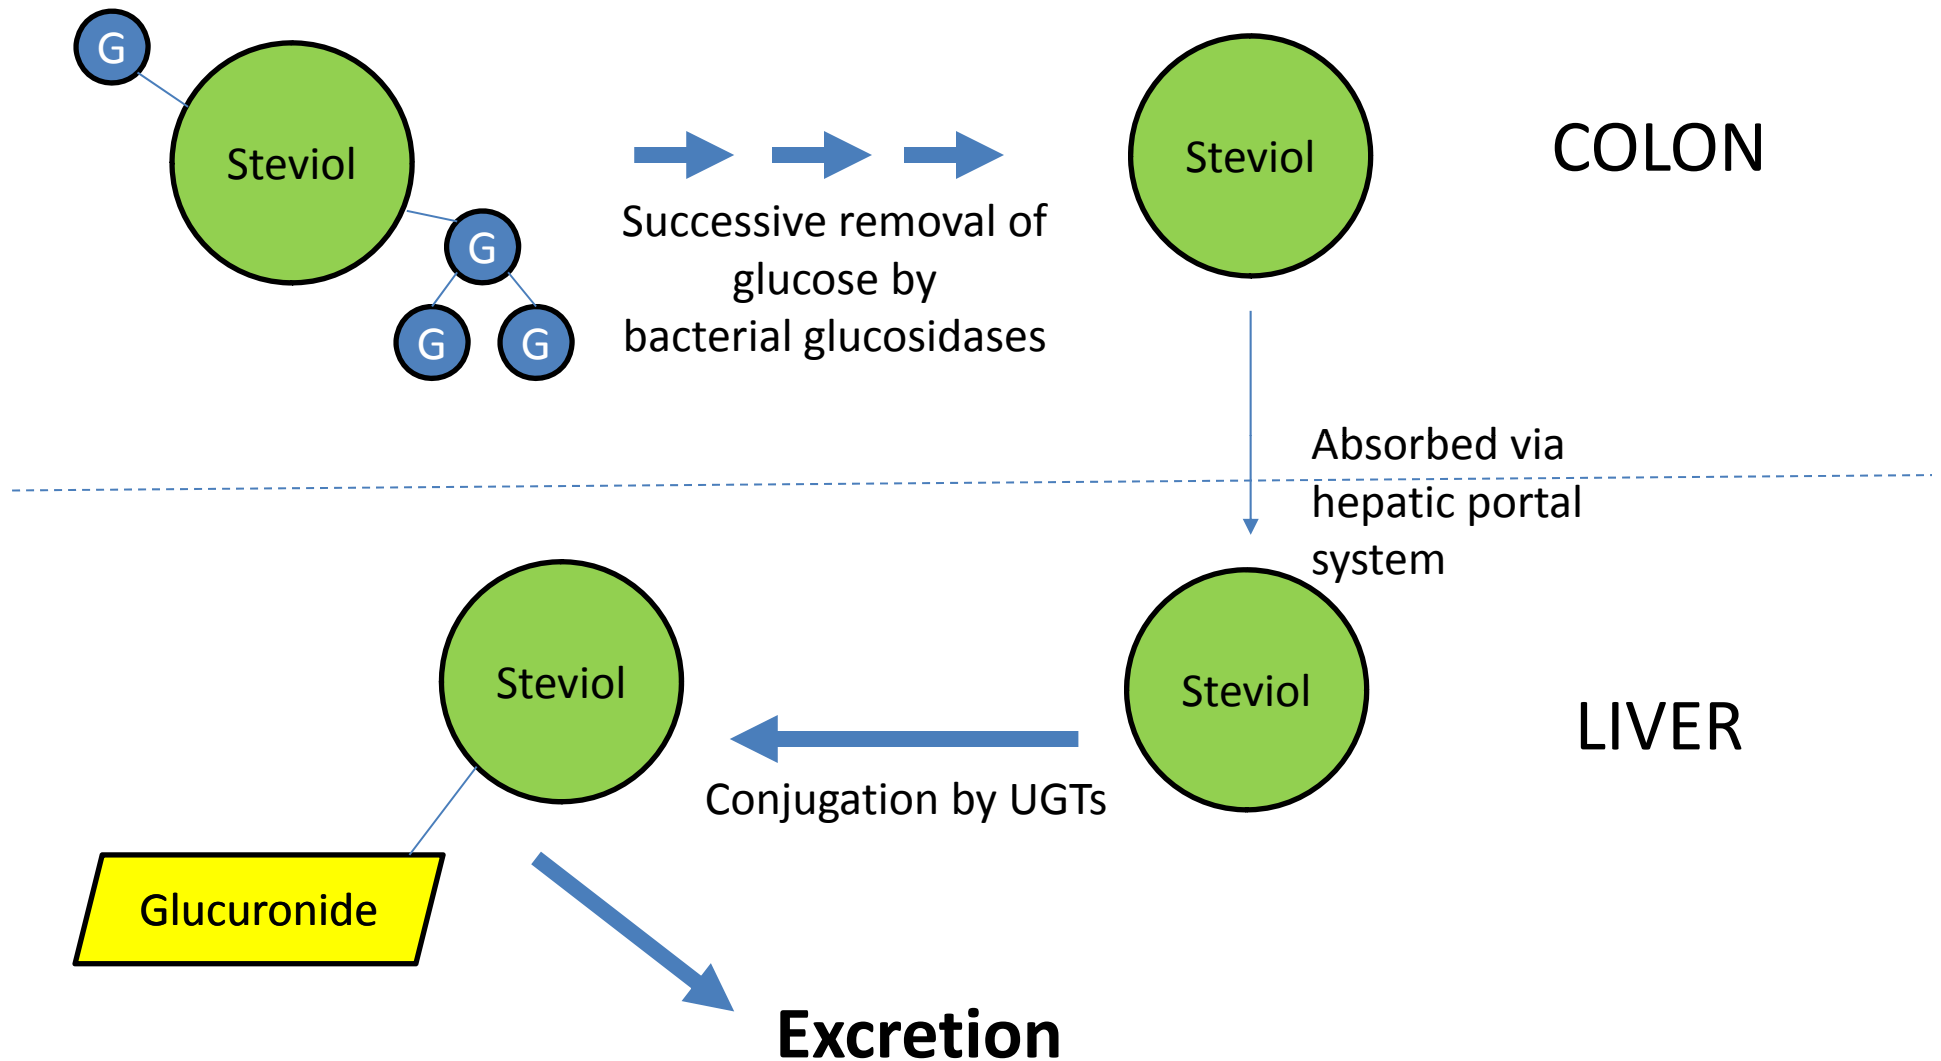 G
Steviol
G
G
G
Successive removal of
glucose by
bacterial glucosidases
Steviol
COLON
Absorbed via
hepatic portal
system
Steviol
LIVER
Conjugation by UGTs
Steviol
Glucuronide
Excretion